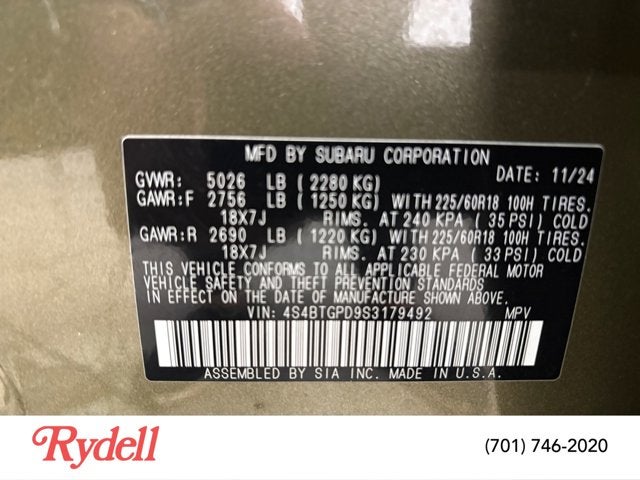 MFD BY SUBARU CORPORATION
GVWR: 5026 LB ( 2280 KG) DATE: 11/24
GAWR:F 2756 LB ( 1250 KG) WITH 225/60R18 100H TIRES.
18X7J RIMS. AT 240 KPA ( 35 PSI) COLD
GAWR:R 2690 LB ( 1220 KG) WITH 225/60R18 100H TIRES.
18X7J RIMS. AT 230 KPA ( 33 PSI) COLD
THIS VEHICLE CONFORMS TO ALL APPLICABLE FEDERAL MOTOR
VEHICLE SAFETY AND THEFT PREVENTION STANDARDS
IN EFFECT ON THE DATE OF MANUFACTURE SHOWN ABOVE.
VIN: 4S4BTGPD9S3179492 MPV
ASSEMBLED BY SIA INC. MADE IN U.S.A.
Rydell (701) 746-2020